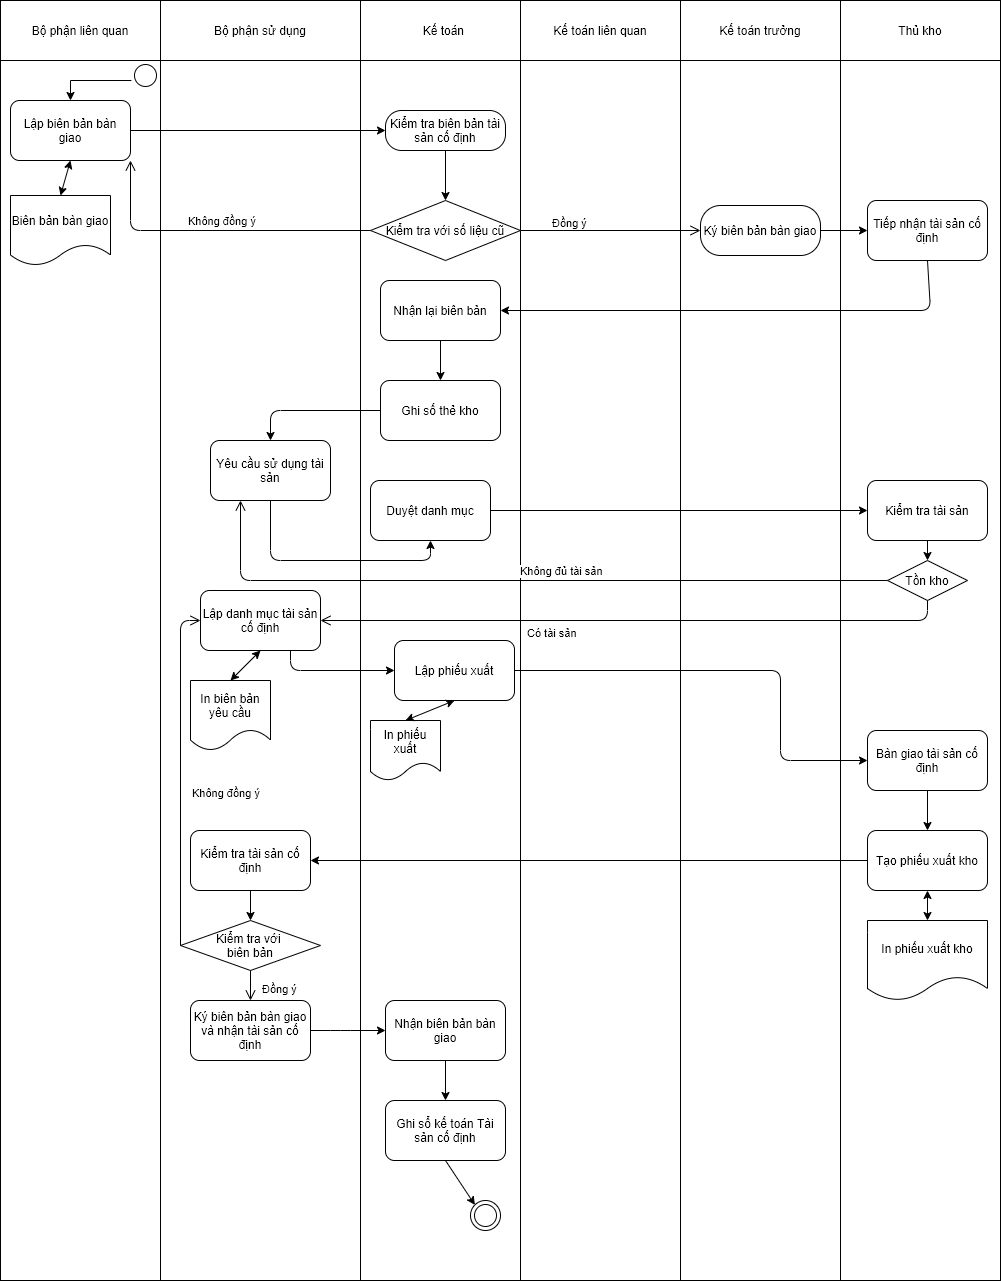 Bộ phận liên quan
Bộ phận sử dụng
Kế toán
Kế toán liên quan
Kế toán trưởng
Thủ kho
Lập biên bản bàn
giao
Kiểm tra biên bản tài
sản cố định
Biên bản bàn giao
Không đồng ý
Kiểm tra với số liệu cũ
Đồng ý
Ký biên bản bàn giao
Tiếp nhận tài sản cố
định
Nhận lại biên bản
Ghi số thẻ kho
Yêu cầu sử dụng tài
sản
Duyệt danh mục
Kiểm tra tài sản
Không đủ tài sản
Tồn kho
Lập danh mục tài sản
cố định
Có tài sản
Lập phiếu xuất
In biên bản
yêu cầu
In phiếu
xuất
Bàn giao tài sản cố
định
Không đồng ý
Kiểm tra tài sản cố
định
Tạo phiếu xuất kho
Kiểm tra với
biên bản
In phiếu xuất kho
Đồng ý
Ký biên bản bàn giao
và nhận tài sản cố
định
Nhận biên bản bàn
giao
Ghi sổ kế toán Tài
sản cố định